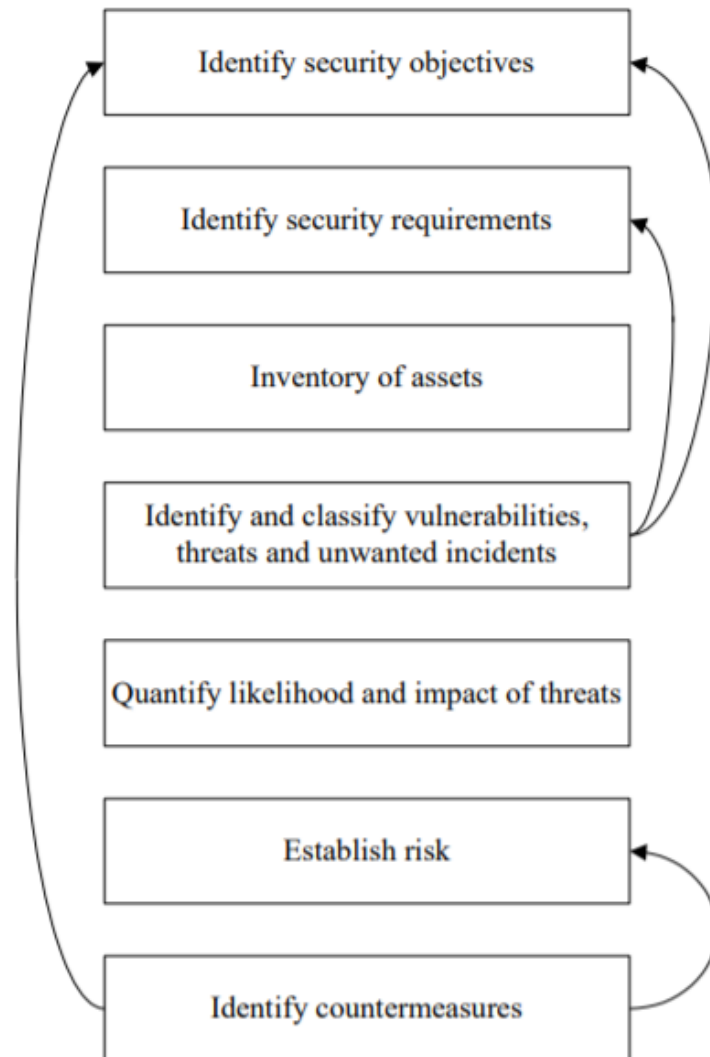 Identify security objectives
Identify security requirements
Inventory of assets
Identify and classify vulnerabilities,
threats and unwanted incidents
Quantify likelihood and impact of threats
Establish risk
Identify countermeasures